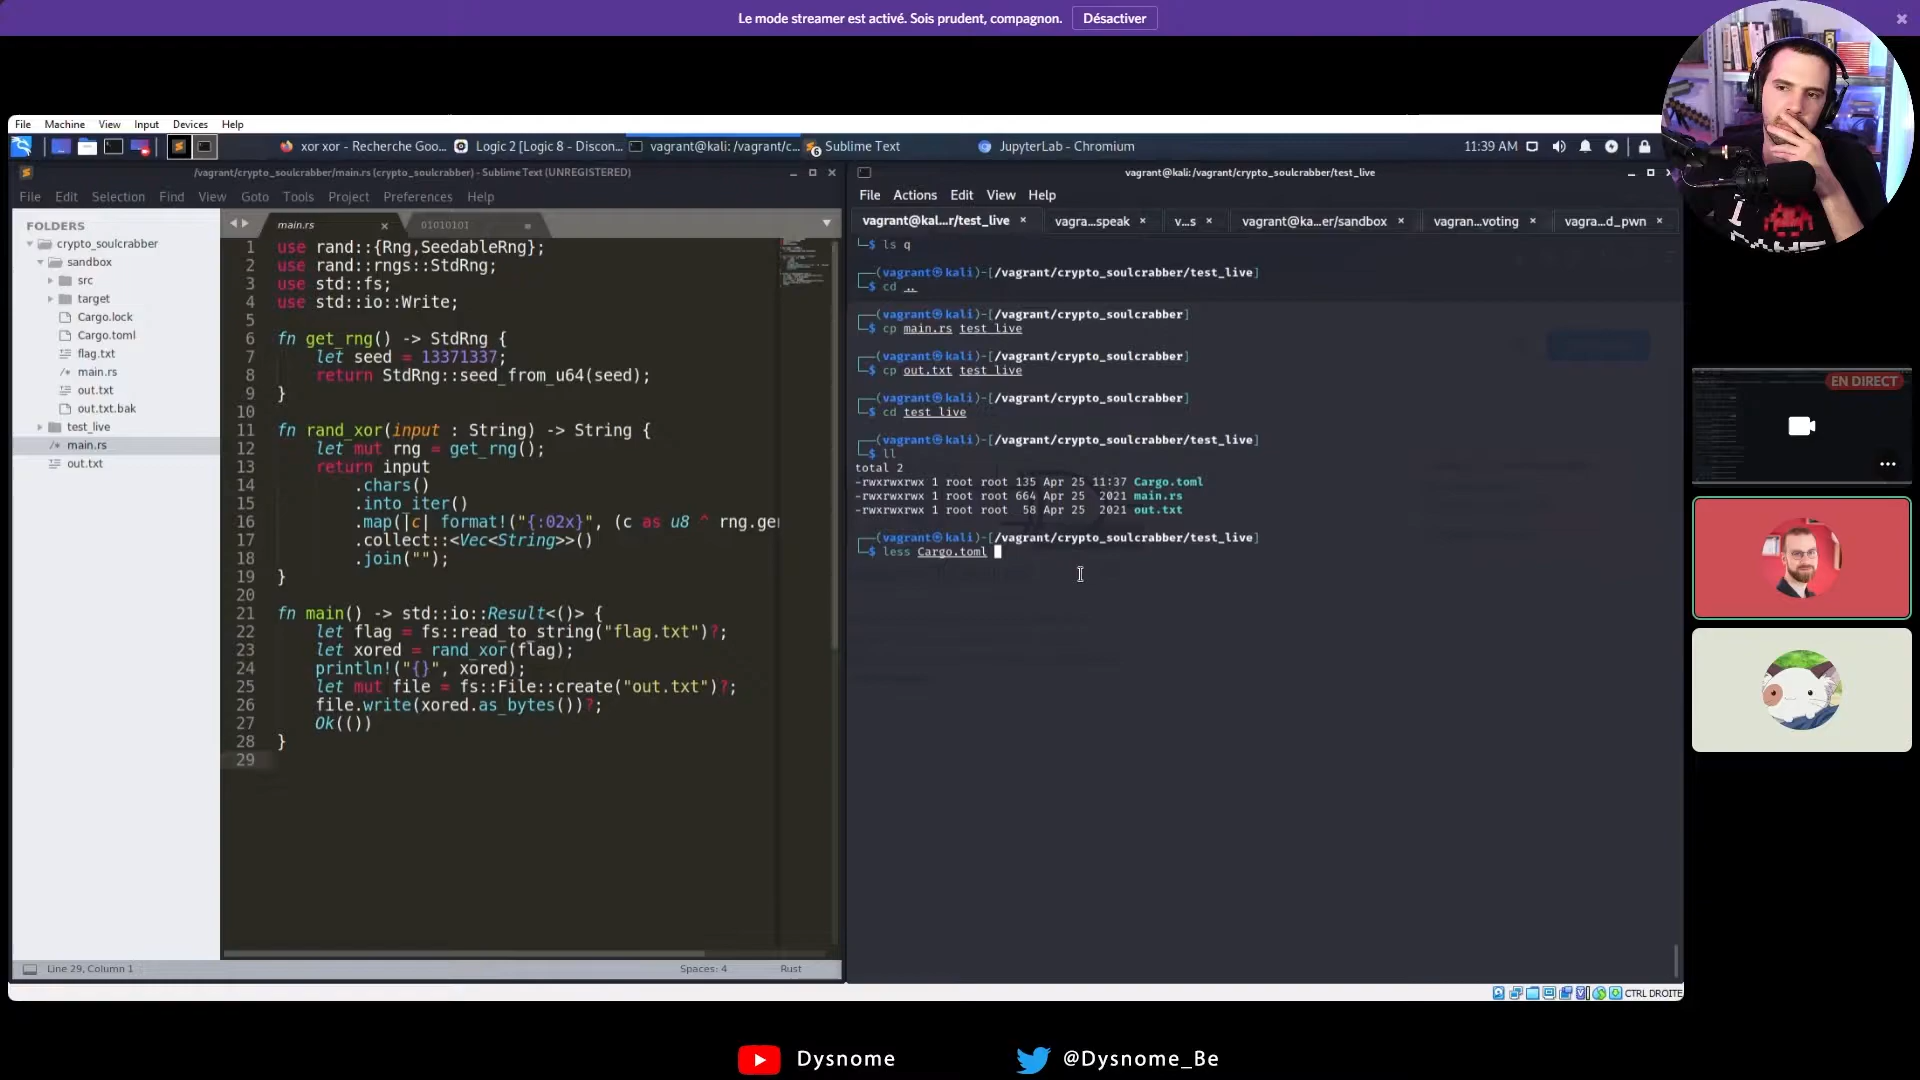 Le mode streamer est activé. Sois prudent, compagnon. Désactiver
File Machine View Input Devices Help
xor xor - Recherche Goo... Logic 2 [Logic 8 - Discon... vagrant@kali: /vagrant/c... Sublime Text JupyterLab - Chromium 11:39 AM
/vagrant/crypto_soulcrabber/main.rs (crypto_soulcrabber) - Sublime Text (UNREGISTERED)
File Edit Selection Find View Goto Tools Project Preferences Help
FOLDERS
crypto_soulcrabber
sandbox
src
target
Cargo.lock
Cargo.toml
flag.txt
main.rs
out.txt
out.txt.bak
test_live
main.rs
out.txt
main.rs 01010101
1 use rand::{Rng,SeedableRng};
2 use rand::rngs::StdRng;
3 use std::fs;
4 use std::io::Write;
5
6 fn get_rng() -> StdRng {
7 let seed = 13371337;
8 return StdRng::seed_from_u64(seed);
9 }
10
11 fn rand_xor(input : String) -> String {
12 let mut rng = get_rng();
13 return input
14 .chars()
15 .into_iter()
16 .map(|c| format!("{:02x}", (c as u8 ^ rng.ger
17 .collect::<Vec<String>>()
18 .join("");
19 }
20
21 fn main() -> std::io::Result<()> {
22 let flag = fs::read_to_string("flag.txt")?;
23 let xored = rand_xor(flag);
24 println!("{}", xored);
25 let mut file = fs::File::create("out.txt")?;
26 file.write(xored.as_bytes())?;
27 Ok(())
28 }
29
Line 29, Column 1 Spaces: 4 Rust
vagrant@kali:/vagrant/crypto_soulcrabber/test_live
File Actions Edit View Help
vagrant@kal...r/test_live vagra...speak v...s vagrant@ka...er/sandbox vagran...voting vagra...d_pwn
$ ls q
(vagrant㉿kali)-[/vagrant/crypto_soulcrabber/test_live]
$ cd ..
(vagrant㉿kali)-[/vagrant/crypto_soulcrabber]
$ cp main.rs test_live
(vagrant㉿kali)-[/vagrant/crypto_soulcrabber]
$ cp out.txt test_live
(vagrant㉿kali)-[/vagrant/crypto_soulcrabber]
$ cd test_live
(vagrant㉿kali)-[/vagrant/crypto_soulcrabber/test_live]
$ ll
total 2
-rwxrwxrwx 1 root root 135 Apr 25 11:37 Cargo.toml
-rwxrwxrwx 1 root root 664 Apr 25 2021 main.rs
-rwxrwxrwx 1 root root 58 Apr 25 2021 out.txt
(vagrant㉿kali)-[/vagrant/crypto_soulcrabber/test_live]
$ less Cargo.toml
CTRL DROITE
EN DIRECT
Dysnome @Dysnome_Be